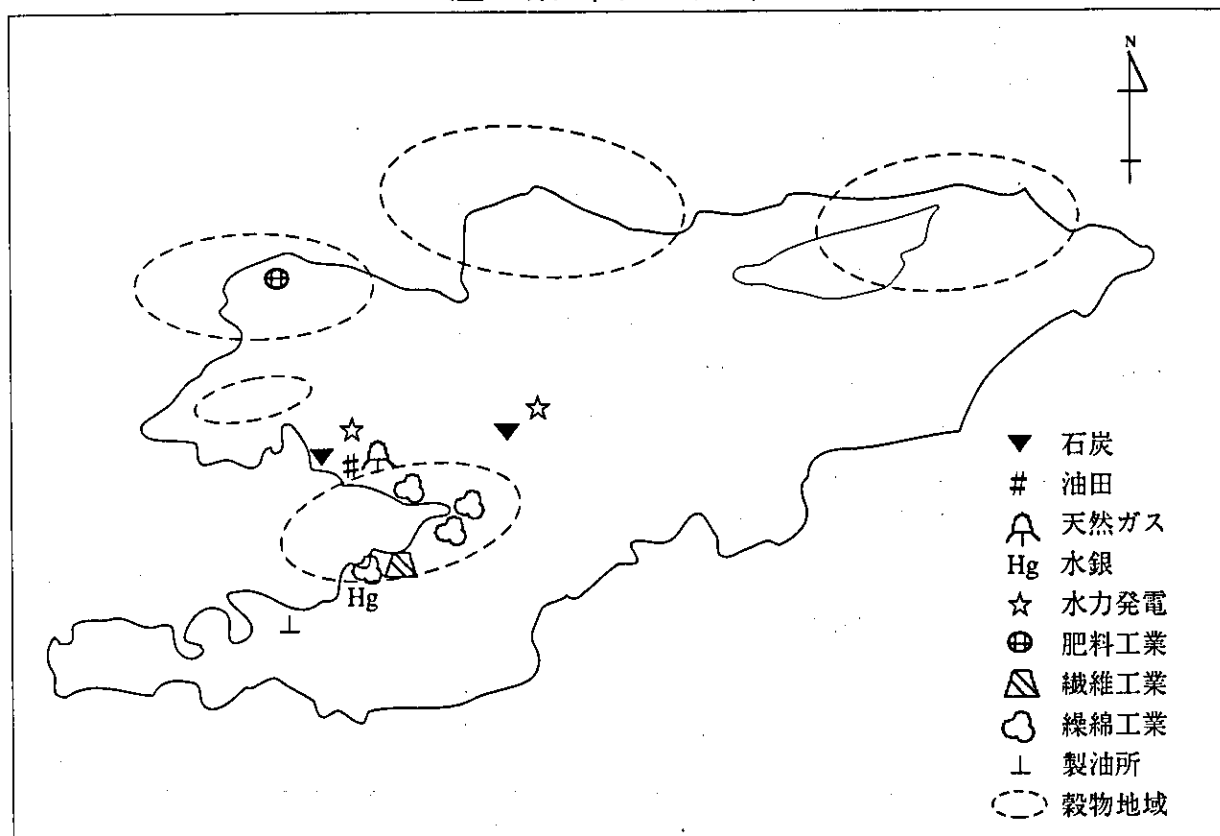 N
石炭
# 油田
天然ガス
Hg 水銀
水力発電
肥料工業
繊維工業
繰綿工業
製油所
穀物地域
Hg